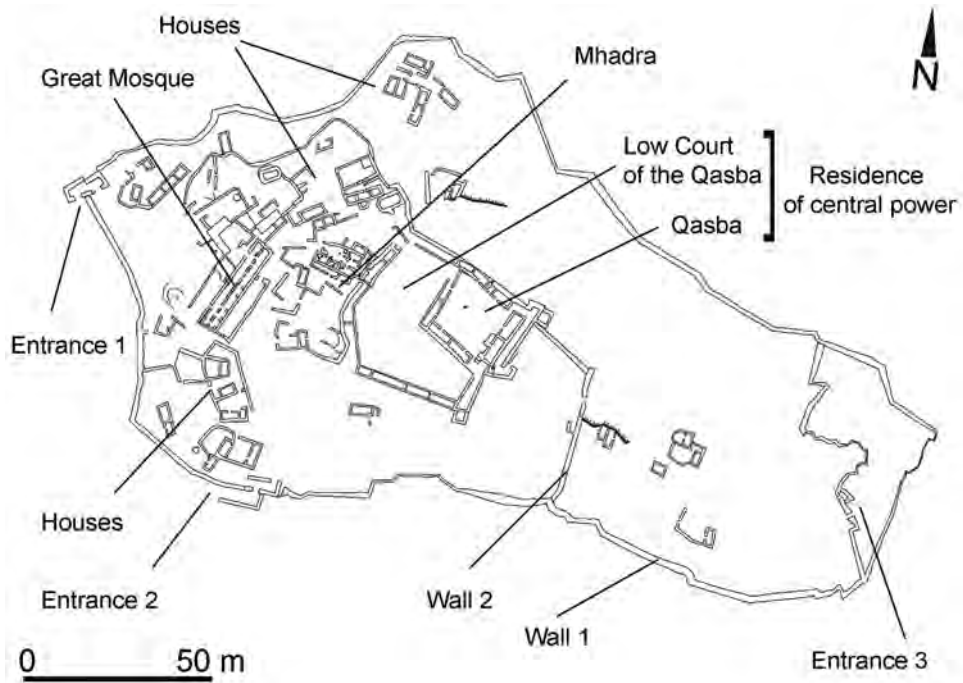 Houses
Great Mosque
Mhadra
N
Low Court
of the Qasba
Qasba
Residence
of central power
Entrance 1
Houses
Entrance 2
Wall 2
Wall 1
Entrance 3
0 50 m